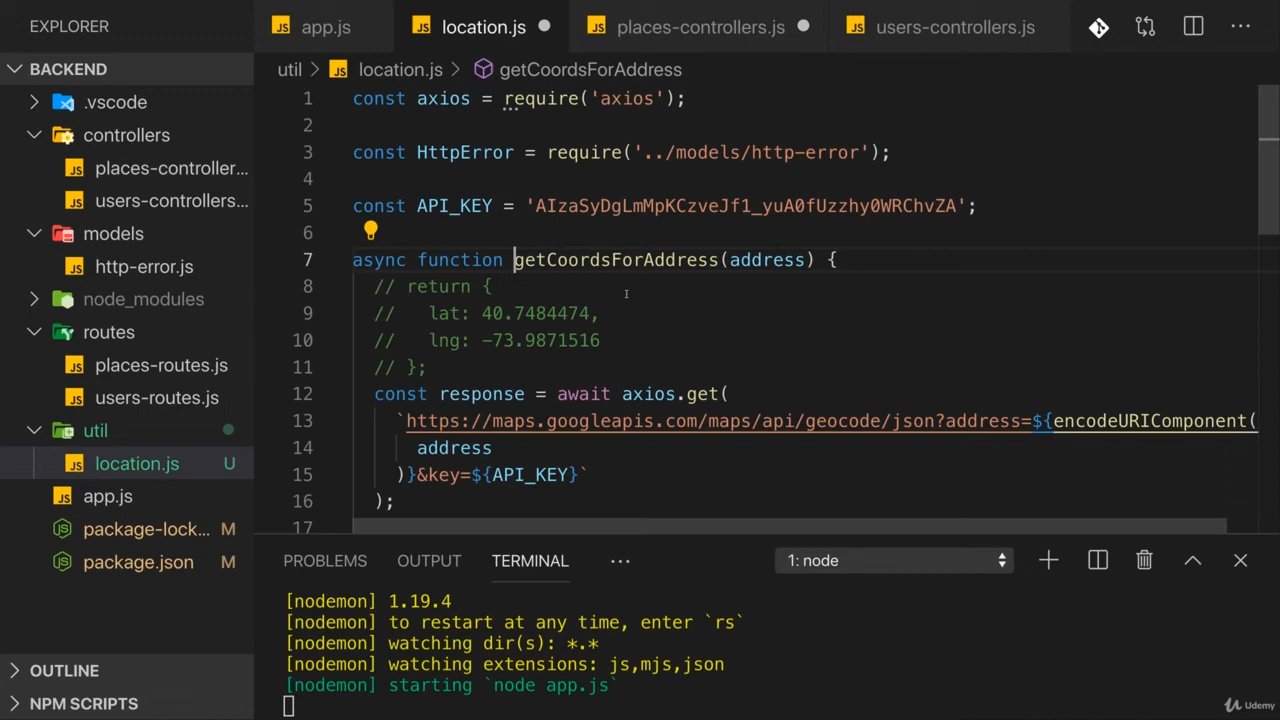 EXPLORER
app.js
location.js
places-controllers.js
users-controllers.js
BACKEND
util > JS location.js > getCoordsForAddress
.vscode
controllers
places-controller...
users-controllers...
models
http-error.js
node_modules
routes
places-routes.js
users-routes.js
util
location.js U
app.js
package-lock... M
package.json M
OUTLINE
NPM SCRIPTS
1 const axios = require('axios');
2
3 const HttpError = require('../models/http-error');
4
5 const API_KEY = 'AIzaSyDgLmMpKCzveJf1_yuA0fUzzhy0WRChvZA';
6
7 async function getCoordsForAddress(address) {
8 // return {
9 //   lat: 40.7484474,
10 //   lng: -73.9871516
11 // };
12 const response = await axios.get(
13 `https://maps.googleapis.com/maps/api/geocode/json?address=${encodeURIComponent(
14 address
15 )}&key=${API_KEY}`
16 );
17
PROBLEMS OUTPUT TERMINAL ... 1: node
[nodemon] 1.19.4
[nodemon] to restart at any time, enter `rs`
[nodemon] watching dir(s): *.*
[nodemon] watching extensions: js,mjs,json
[nodemon] starting `node app.js`
Udemy